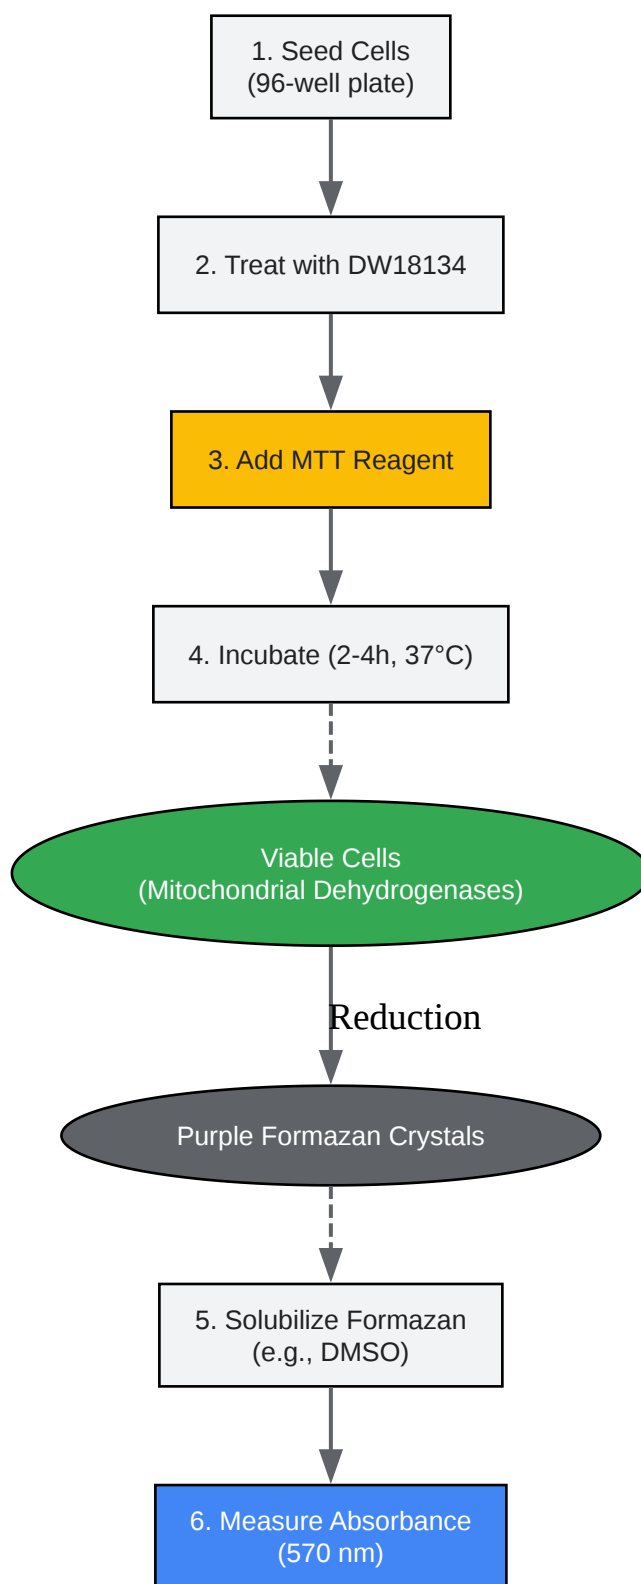 1. Seed Cells
(96-well plate)
2. Treat with DW18134
3. Add MTT Reagent
4. Incubate (2-4h, 37°C)
Viable Cells
(Mitochondrial Dehydrogenases)
Reduction
Purple Formazan Crystals
5. Solubilize Formazan
(e.g., DMSO)
6. Measure Absorbance
(570 nm)